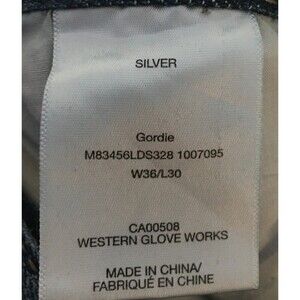 SILVER
Gordie
M83456LDS328 1007095
W36/L30
CA00508
WESTERN GLOVE WORKS
MADE IN CHINA/
FABRIQUÉ EN CHINE